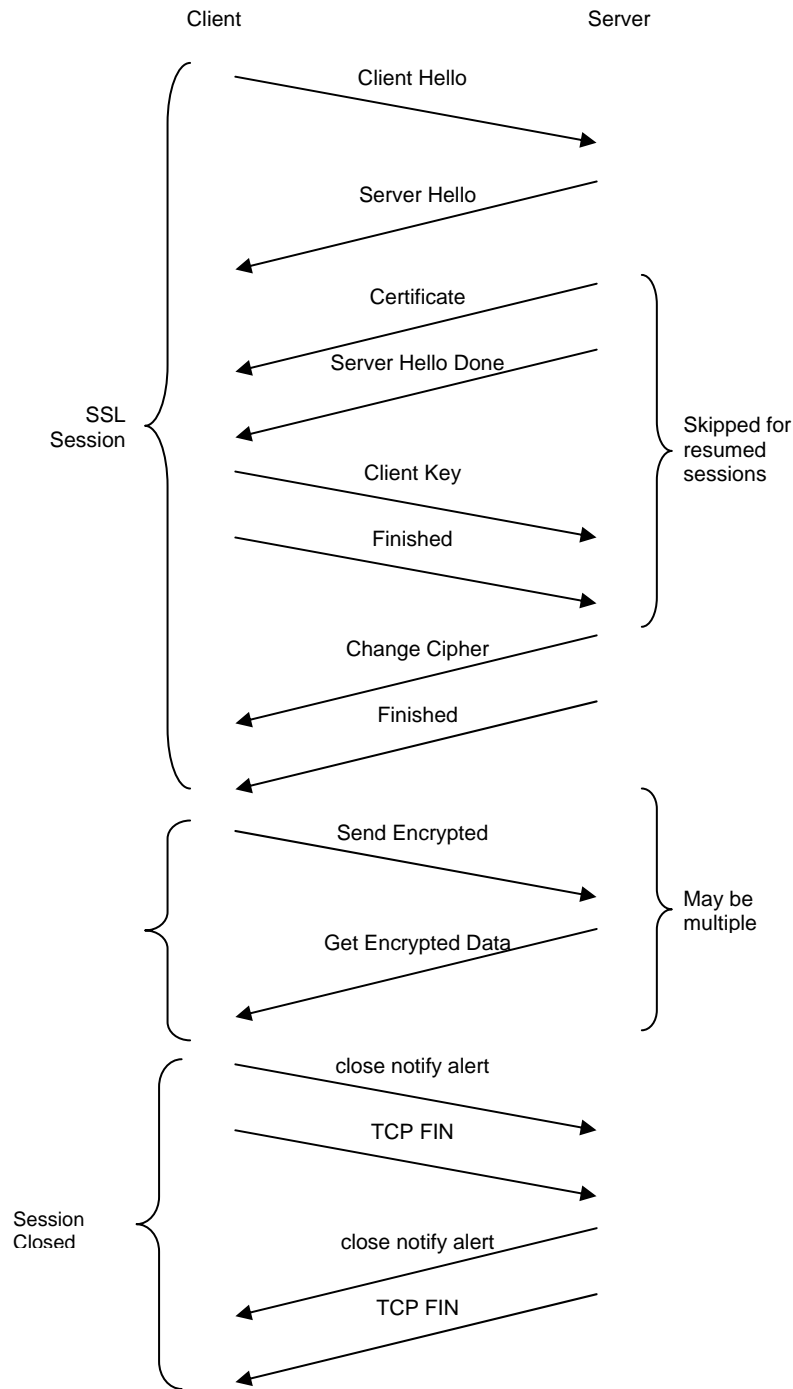 Client
Server
Client Hello
Server Hello
Certificate
Server Hello Done
SSL
Session
Skipped for
resumed
sessions
Client Key
Finished
Change Cipher
Finished
Send Encrypted
May be
multiple
Get Encrypted Data
close notify alert
TCP FIN
Session
Closed
close notify alert
TCP FIN